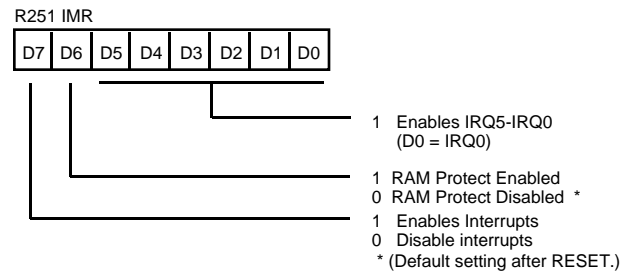 R251 IMR
D7 D6 D5 D4 D3 D2 D1 D0
1 Enables IRQ5-IRQ0
(D0 = IRQ0)
1 RAM Protect Enabled
0 RAM Protect Disabled *
1 Enables Interrupts
0 Disable interrupts
* (Default setting after RESET.)